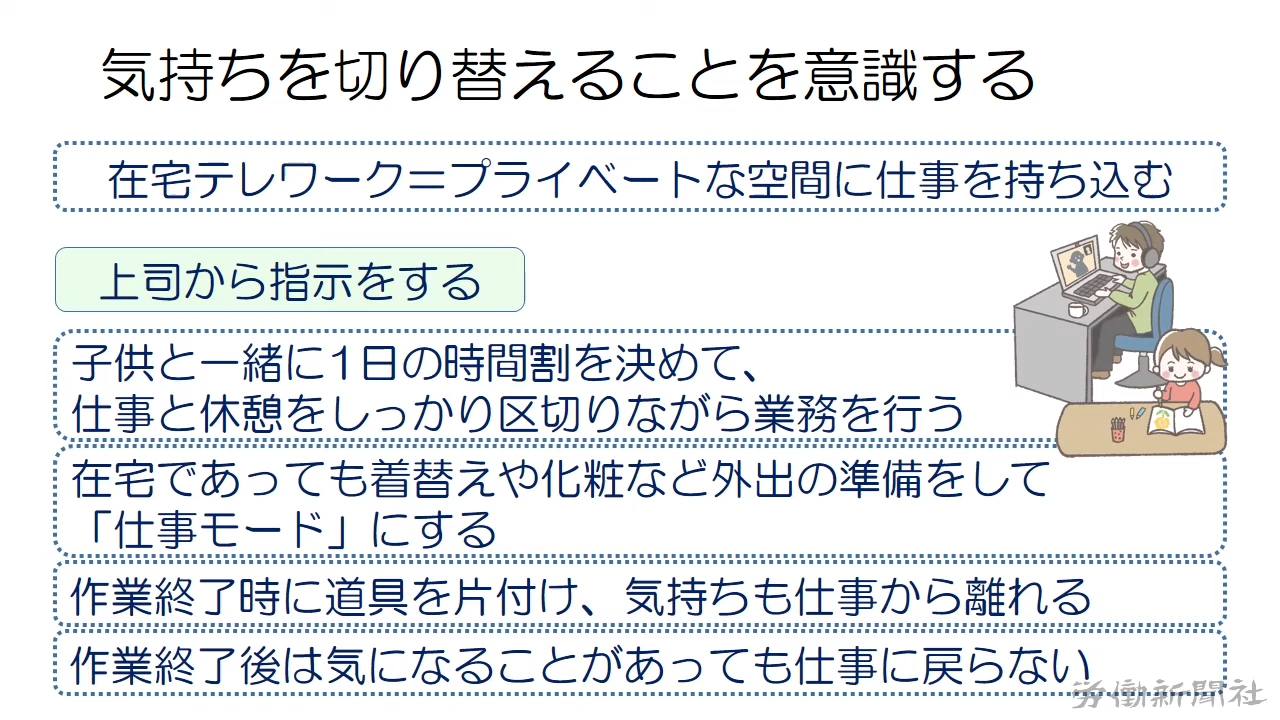 気持ちを切り替えることを意識する
在宅テレワーク＝プライベートな空間に仕事を持ち込む
上司から指示をする
子供と一緒に1日の時間割を決めて、
仕事と休憩をしっかり区切りながら業務を行う
在宅であっても着替えや化粧など外出の準備をして
「仕事モード」にする
作業終了時に道具を片付け、気持ちも仕事から離れる
作業終了後は気になることがあっても仕事に戻らない
労働新聞社